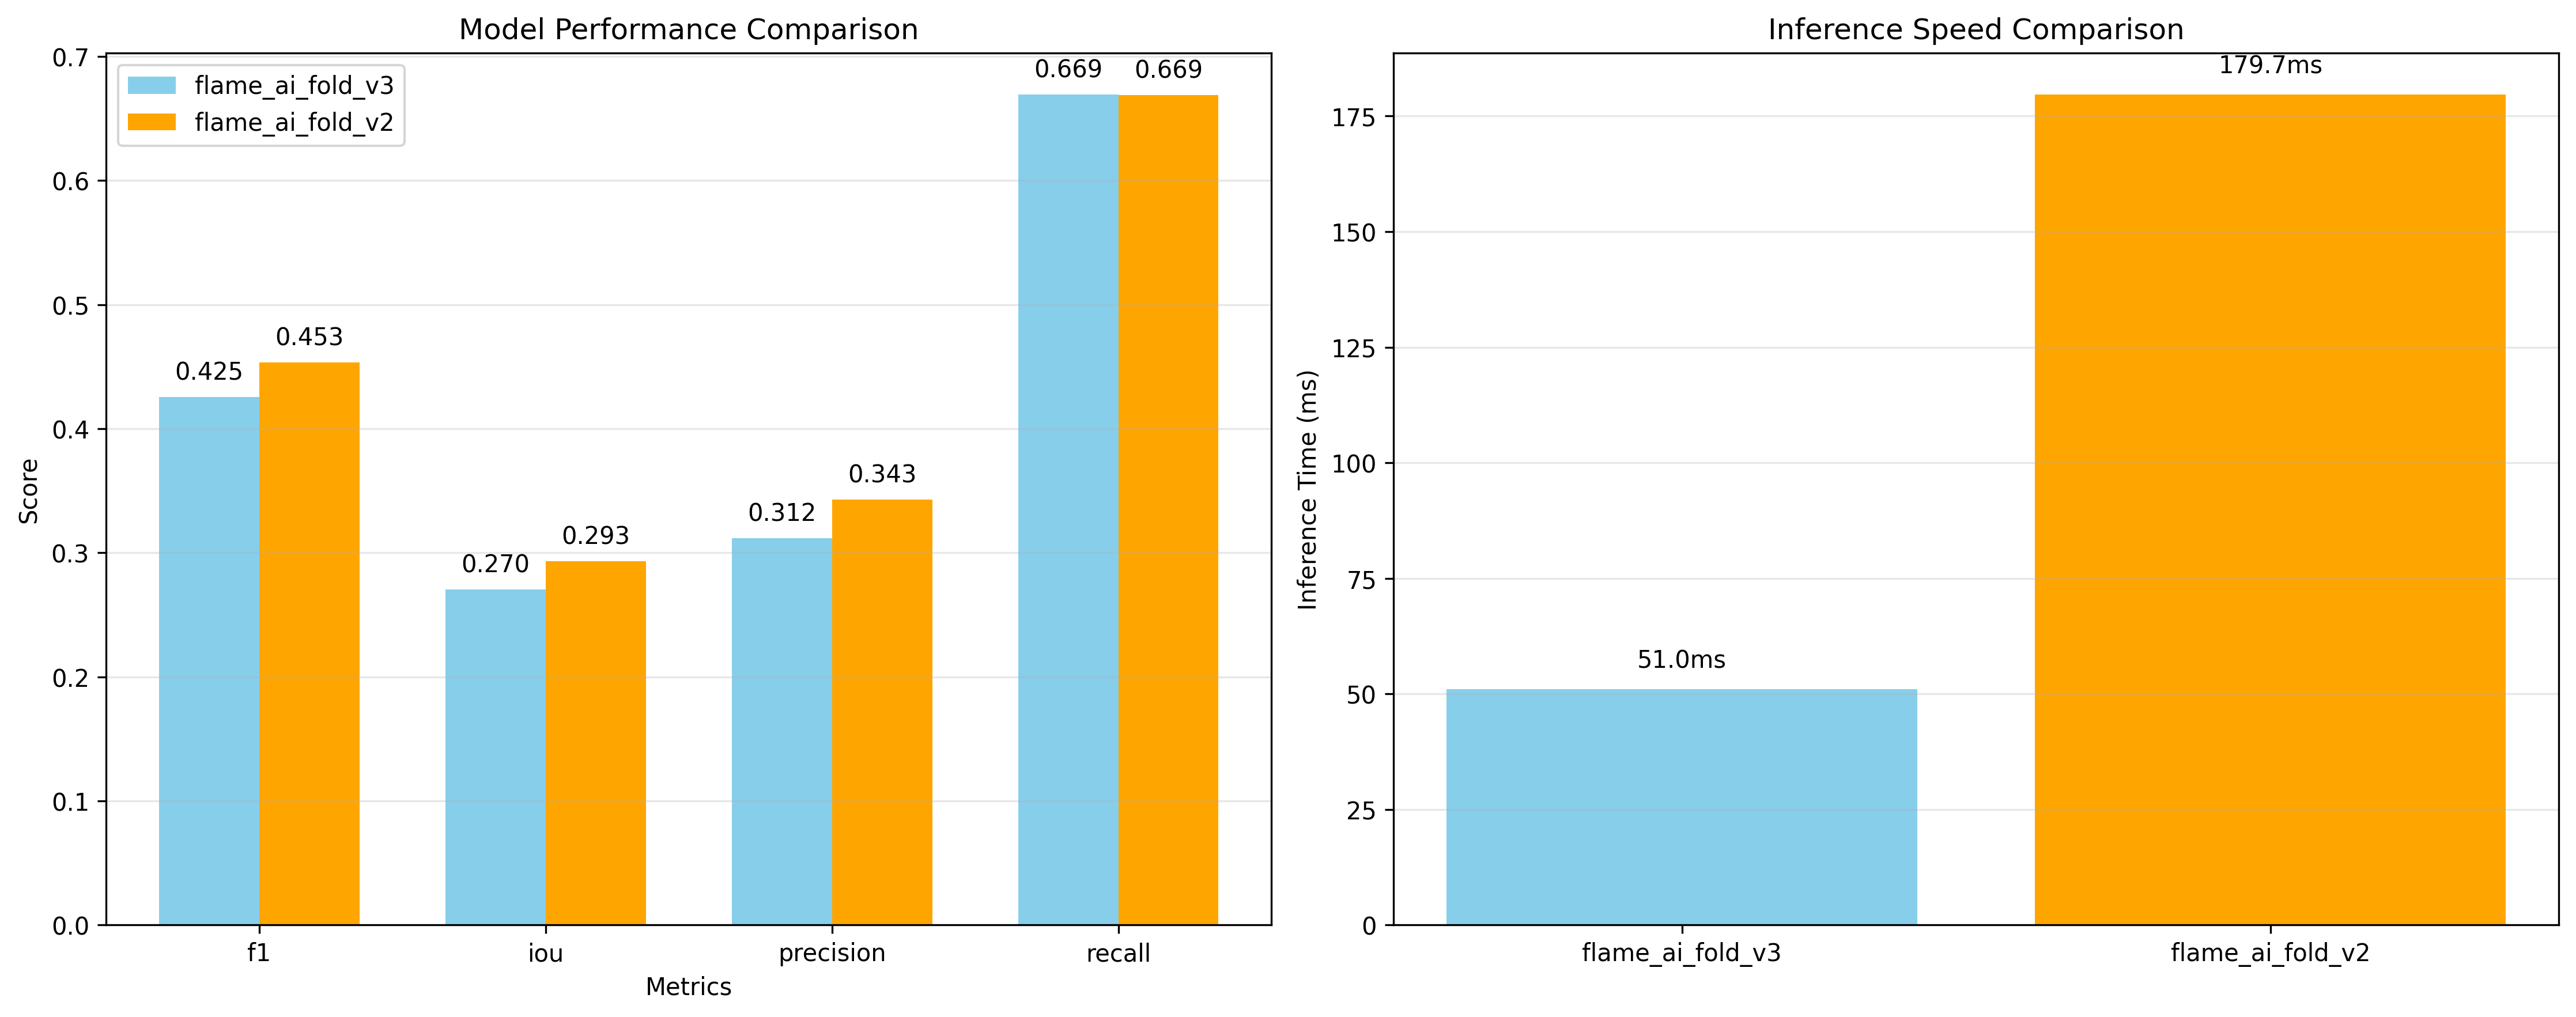 Model Performance Comparison
flame_ai_fold_v3
flame_ai_fold_v2
Score
0.7
0.6
0.5
0.4
0.3
0.2
0.1
0.0
0.425
0.453
0.270
0.293
0.312
0.343
0.669
0.669
f1
iou
precision
recall
Metrics
Inference Speed Comparison
Inference Time (ms)
175
150
125
100
75
50
25
0
51.0ms
179.7ms
flame_ai_fold_v3
flame_ai_fold_v2